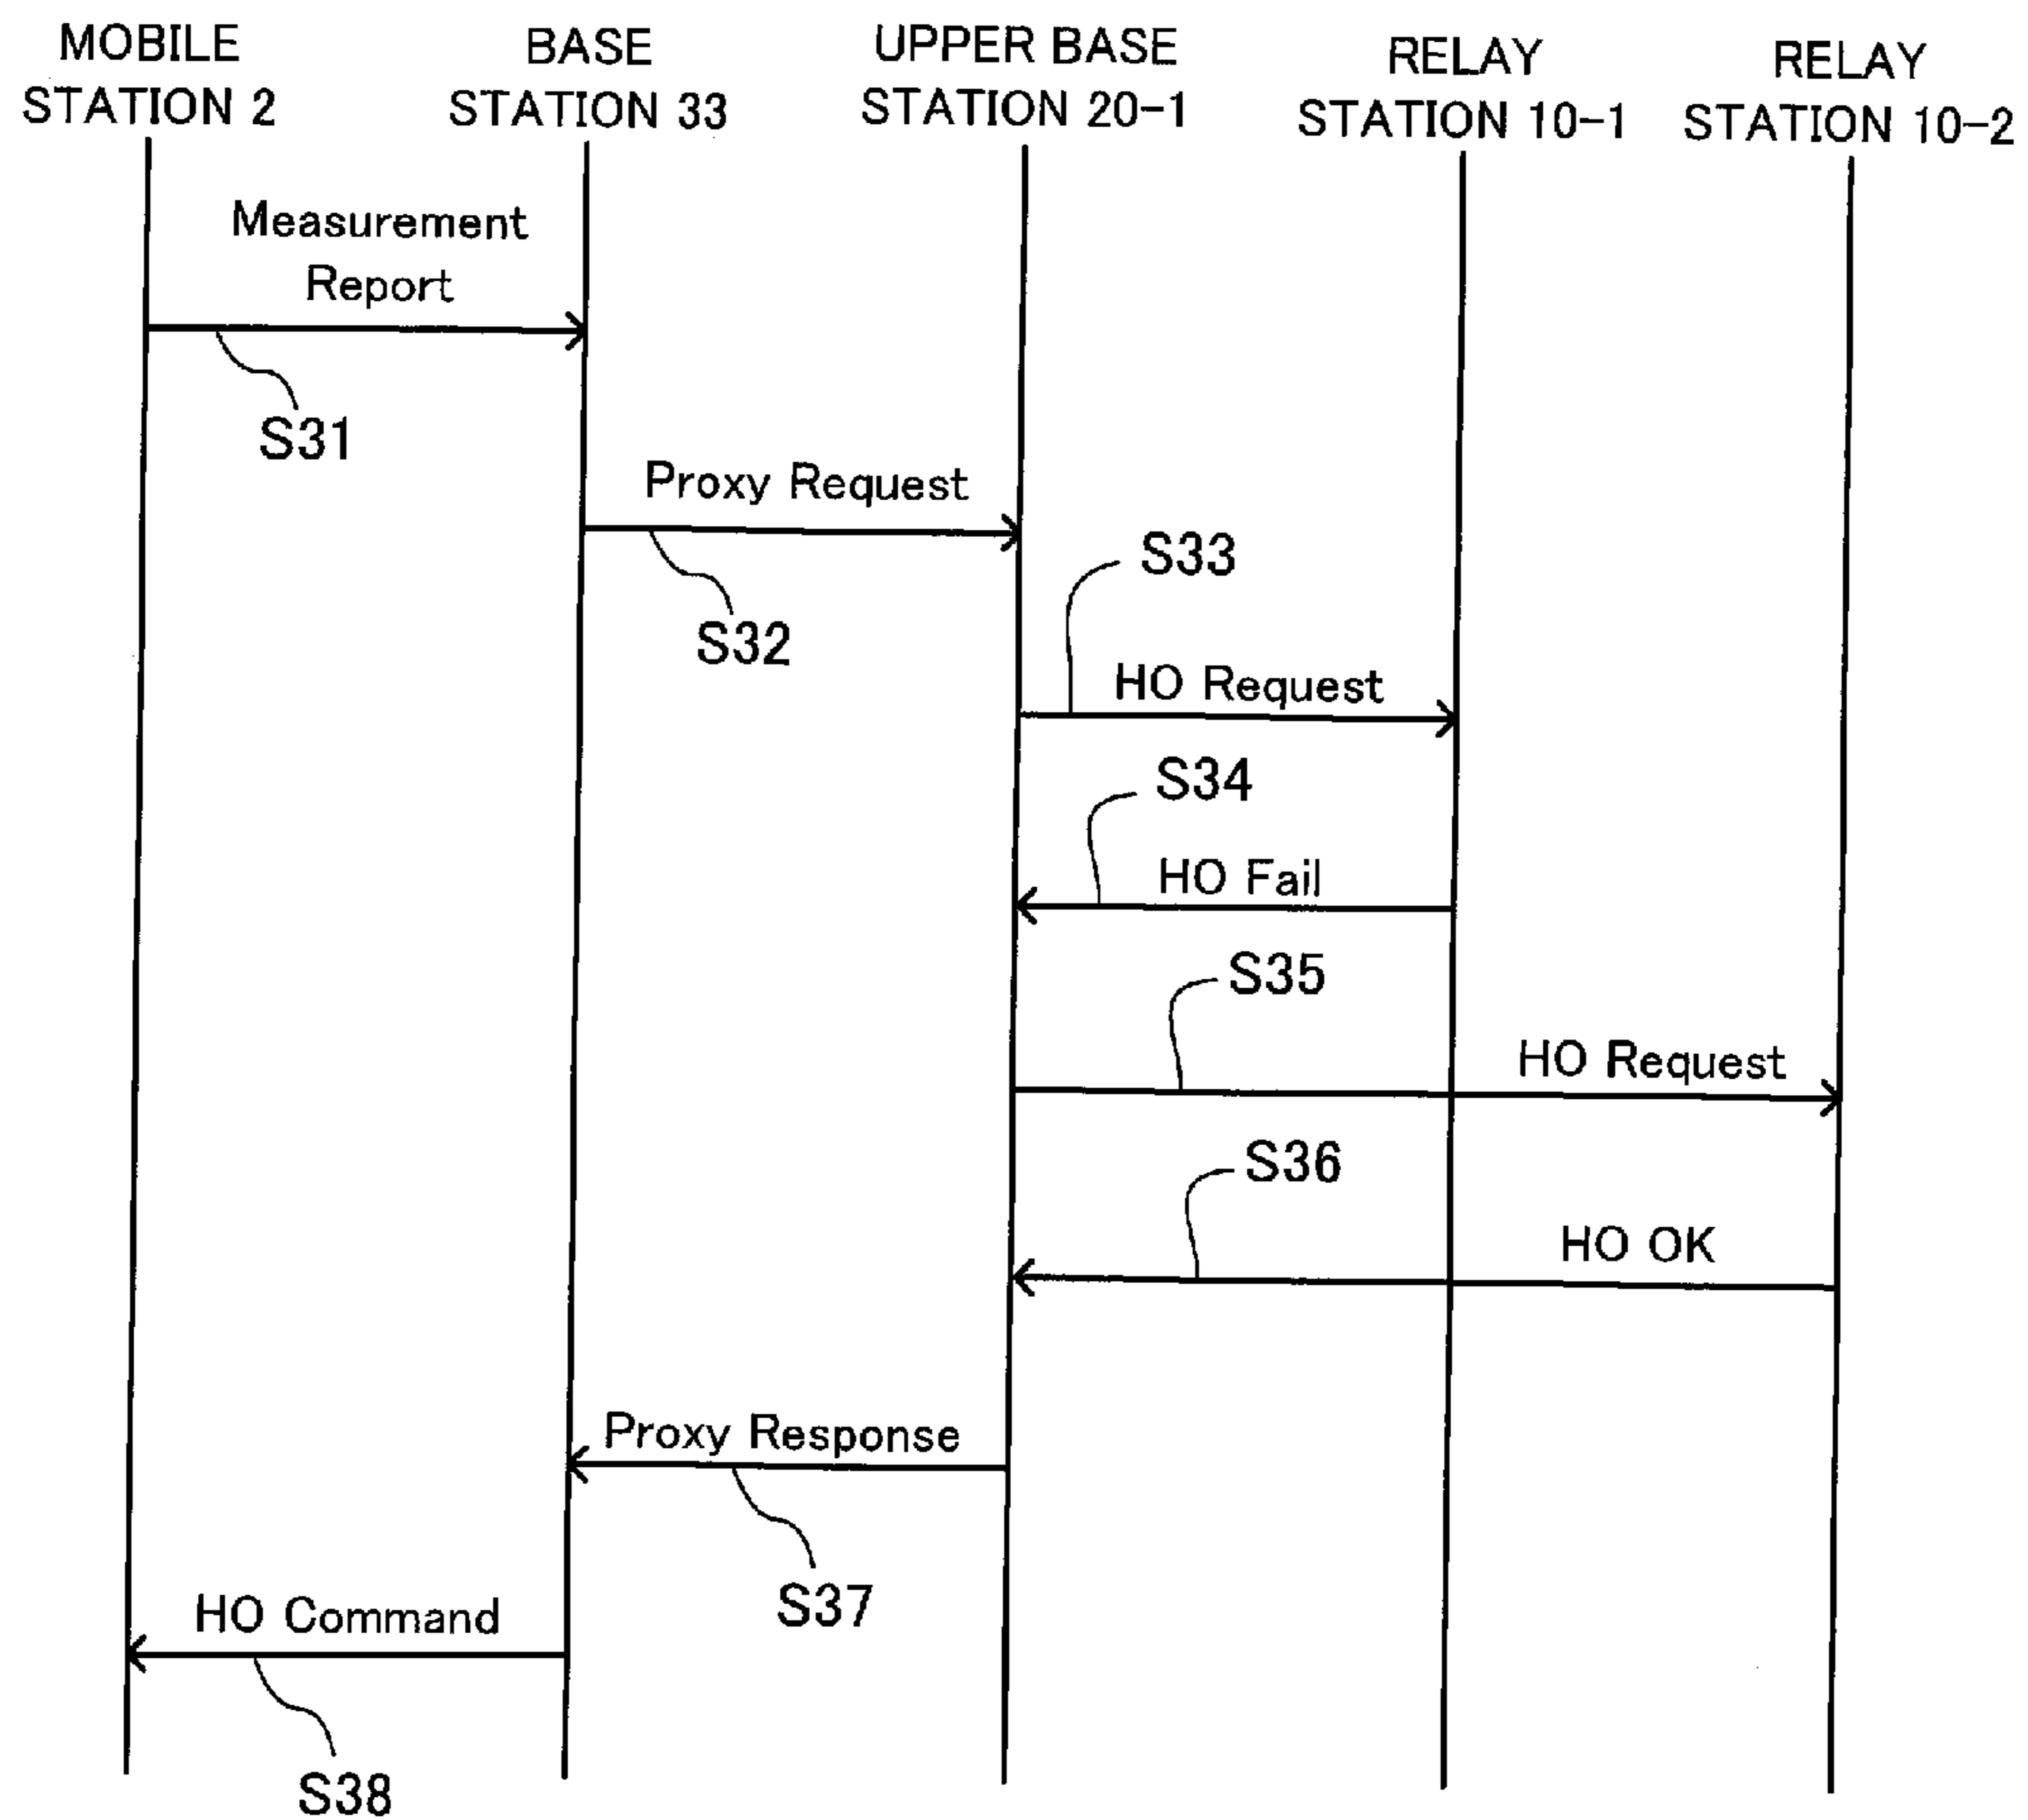 MOBILE
STATION 2
BASE
STATION 33
UPPER BASE
STATION 20-1
RELAY
STATION 10-1
RELAY
STATION 10-2
Measurement
Report
S31
Proxy Request
S32
S33
HO Request
S34
HO Fail
S35
HO Request
S36
HO OK
Proxy Response
S37
HO Command
S38